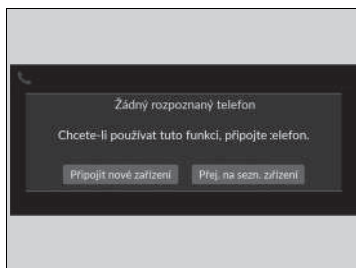 Žádný rozpoznaný telefon
Chcete-li používat tuto funkci, připojte :elefon.
Připojit nové zařízení
Přej. na sezn. zařízení